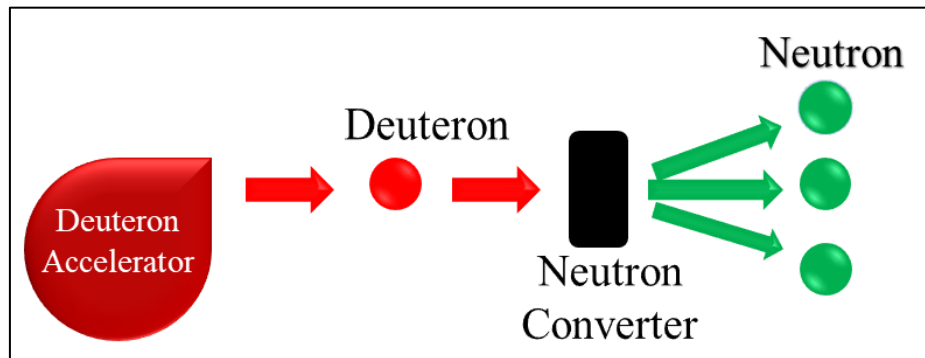 Neutron
Deuteron
Deuteron
Accelerator
Neutron
Converter